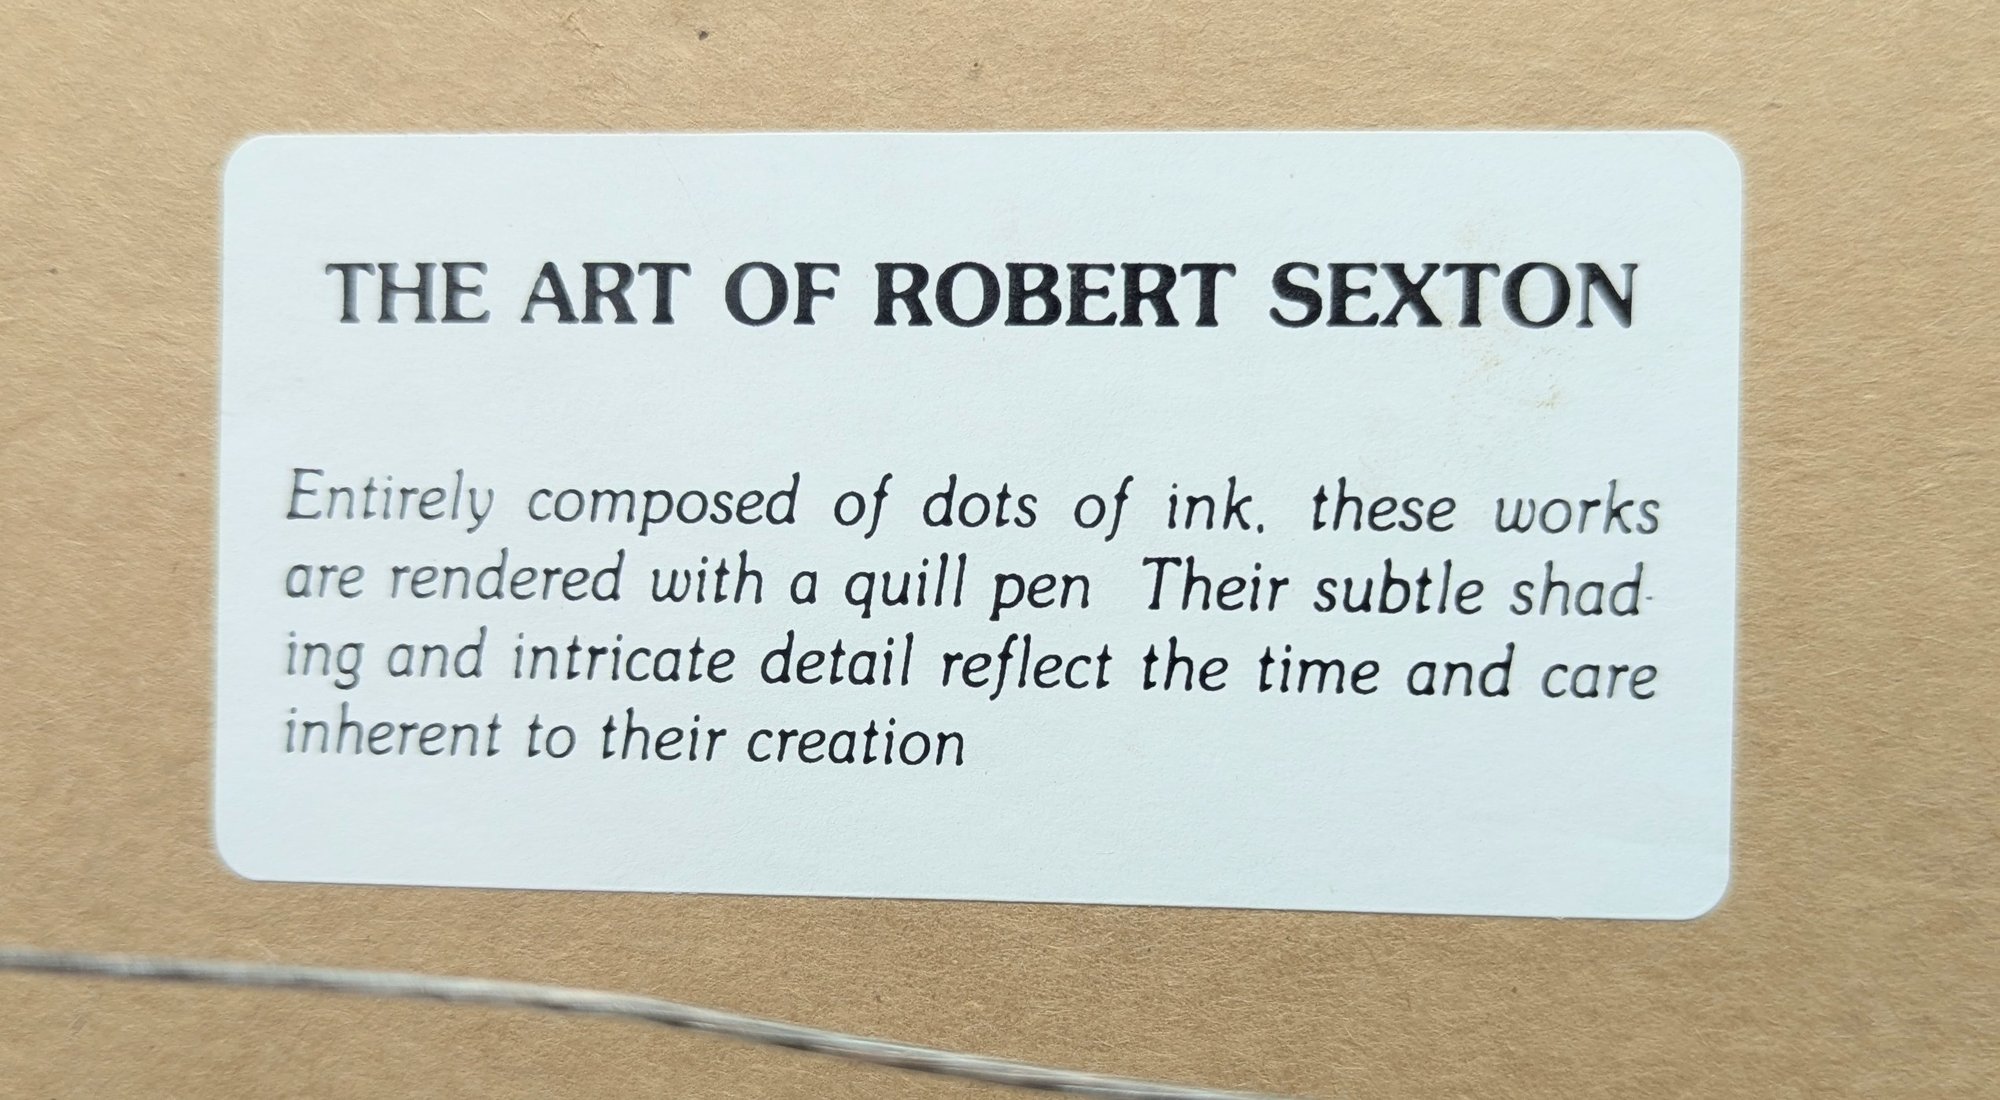 THE ART OF ROBERT SEXTON
Entirely composed of dots of ink. these works
are rendered with a quill pen Their subtle shad-
ing and intricate detail reflect the time and care
inherent to their creation